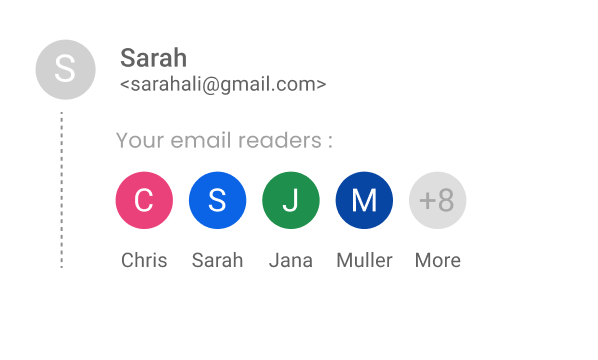 S
Sarah
<sarahali@gmail.com>
Your email readers :
C S J M +8
Chris Sarah Jana Muller More